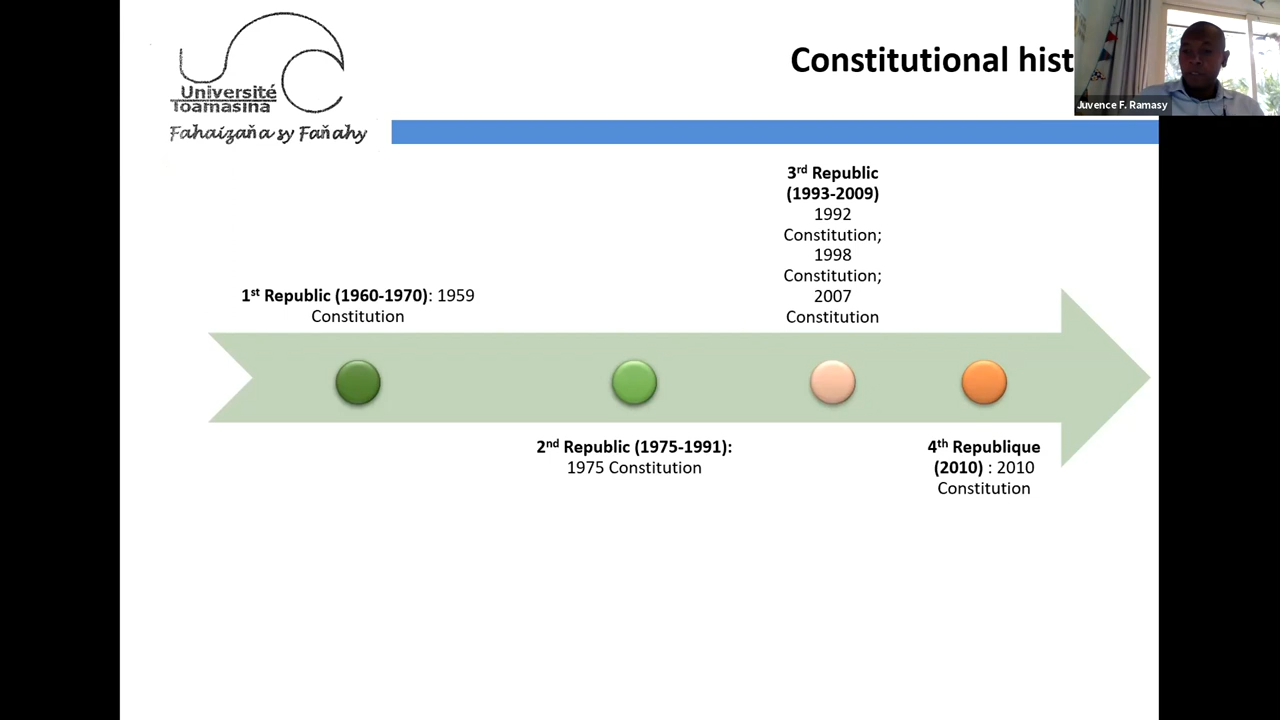 Université
Toamasina
Fahaizaña sy Fañahy
Constitutional hist
Juvence F. Ramasy
3rd Republic
(1993-2009)
1992
Constitution;
1998
Constitution;
2007
Constitution
1st Republic (1960-1970): 1959
Constitution
2nd Republic (1975-1991):
1975 Constitution
4th Republique
(2010) : 2010
Constitution